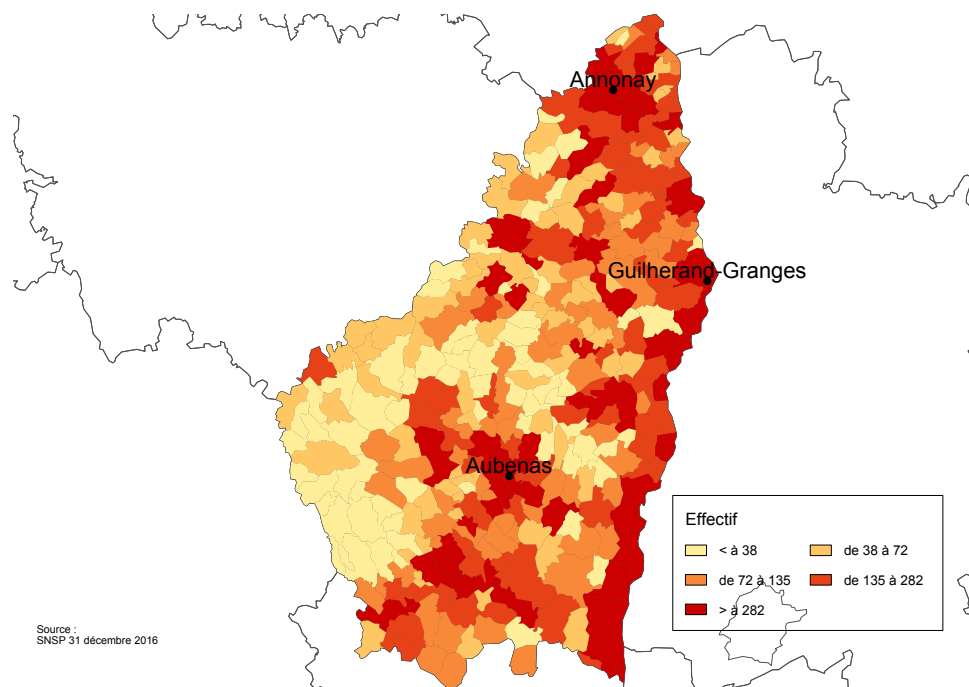 Annonay
Guilherand-Granges
Aubenas
Effectif
< à 38
de 38 à 72
de 72 à 135
de 135 à 282
> à 282
Source :
SNSP 31 décembre 2016